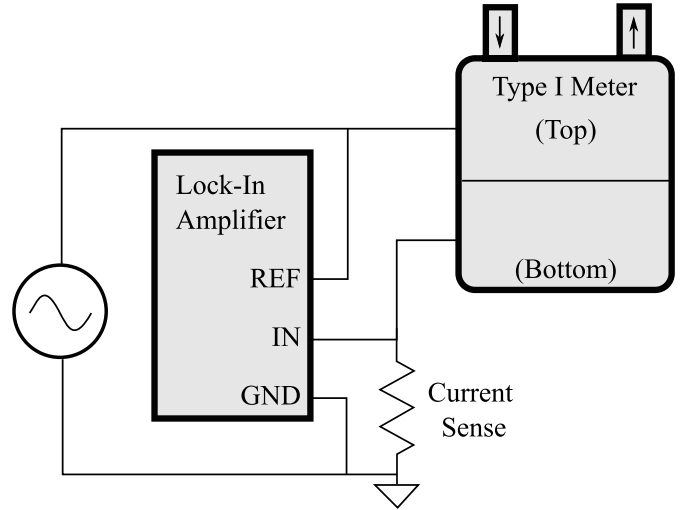 Type I Meter
(Top)
Lock-In
Amplifier
REF
(Bottom)
IN
GND
Current
Sense